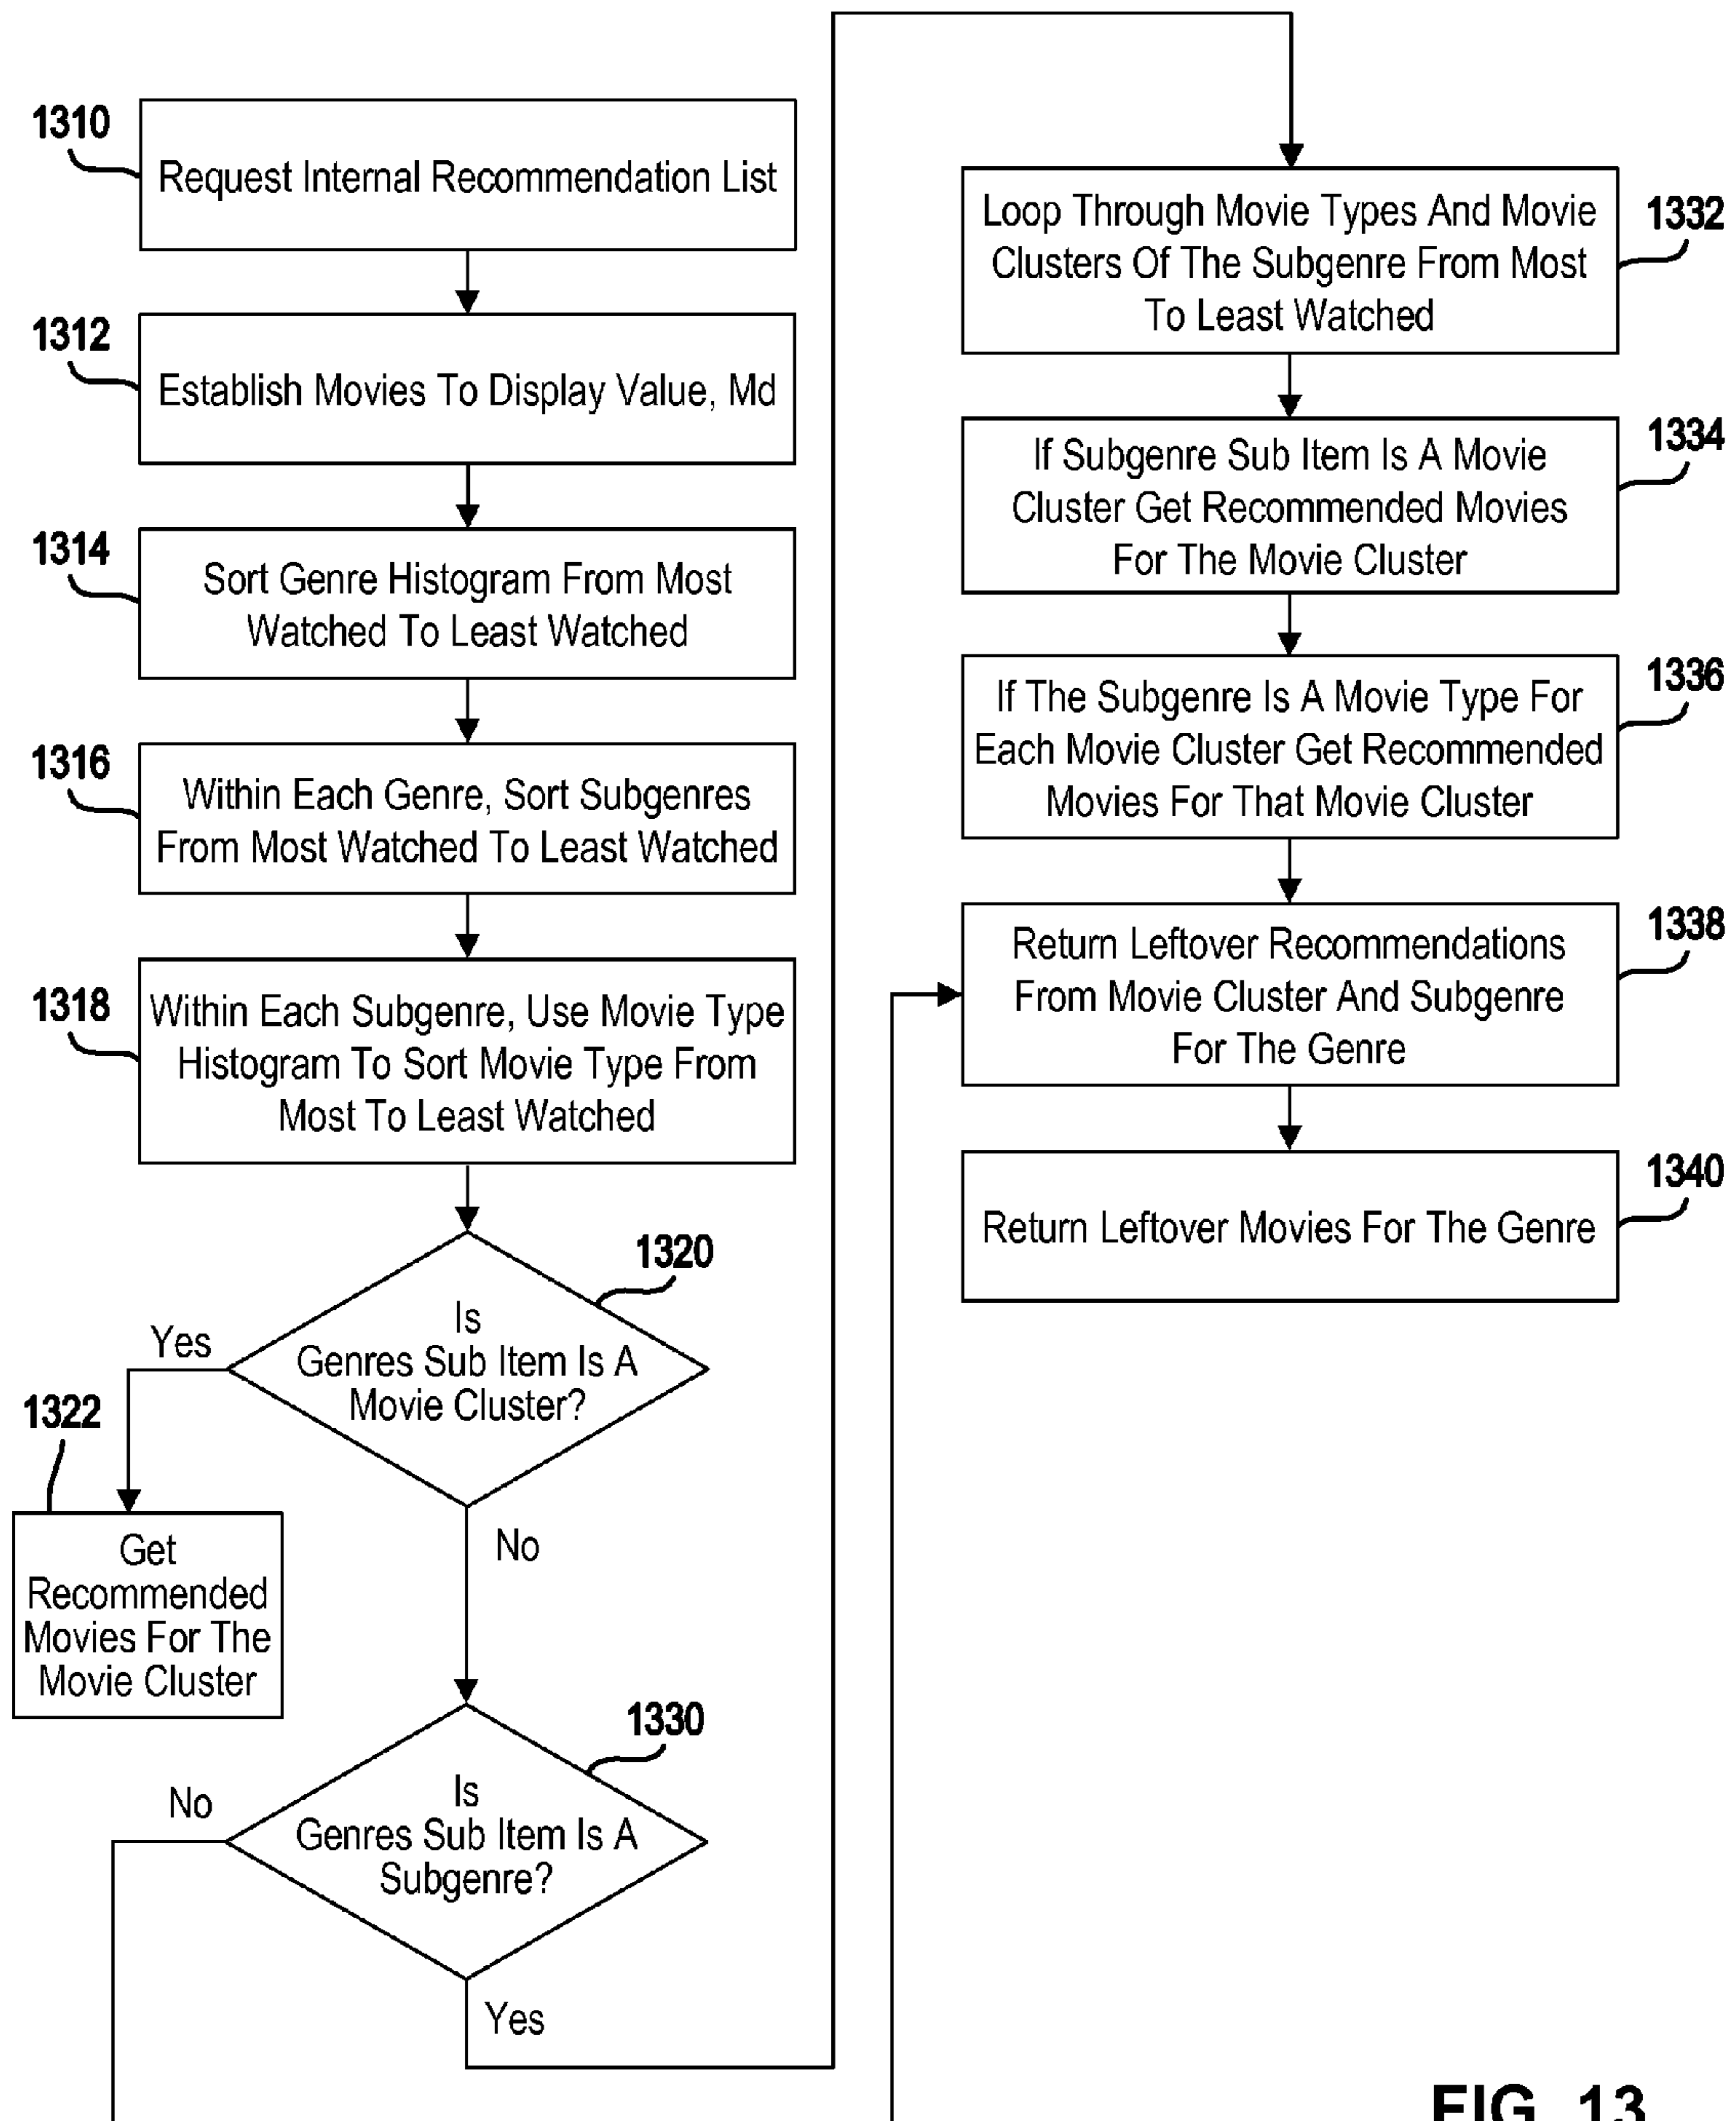 1310
Request Internal Recommendation List
1312
Establish Movies To Display Value, Md
1314
Sort Genre Histogram From Most
Watched To Least Watched
1316
Within Each Genre, Sort Subgenres
From Most Watched To Least Watched
1318
Within Each Subgenre, Use Movie Type
Histogram To Sort Movie Type From
Most To Least Watched
1320
Is
Genres Sub Item Is A
Movie Cluster?
Yes
1322
Get
Recommended
Movies For The
Movie Cluster
No
1330
Is
Genres Sub Item Is A
Subgenre?
No
Yes
1332
Loop Through Movie Types And Movie
Clusters Of The Subgenre From Most
To Least Watched
1334
If Subgenre Sub Item Is A Movie
Cluster Get Recommended Movies
For The Movie Cluster
1336
If The Subgenre Is A Movie Type For
Each Movie Cluster Get Recommended
Movies For That Movie Cluster
1338
Return Leftover Recommendations
From Movie Cluster And Subgenre
For The Genre
1340
Return Leftover Movies For The Genre
FIG. 13